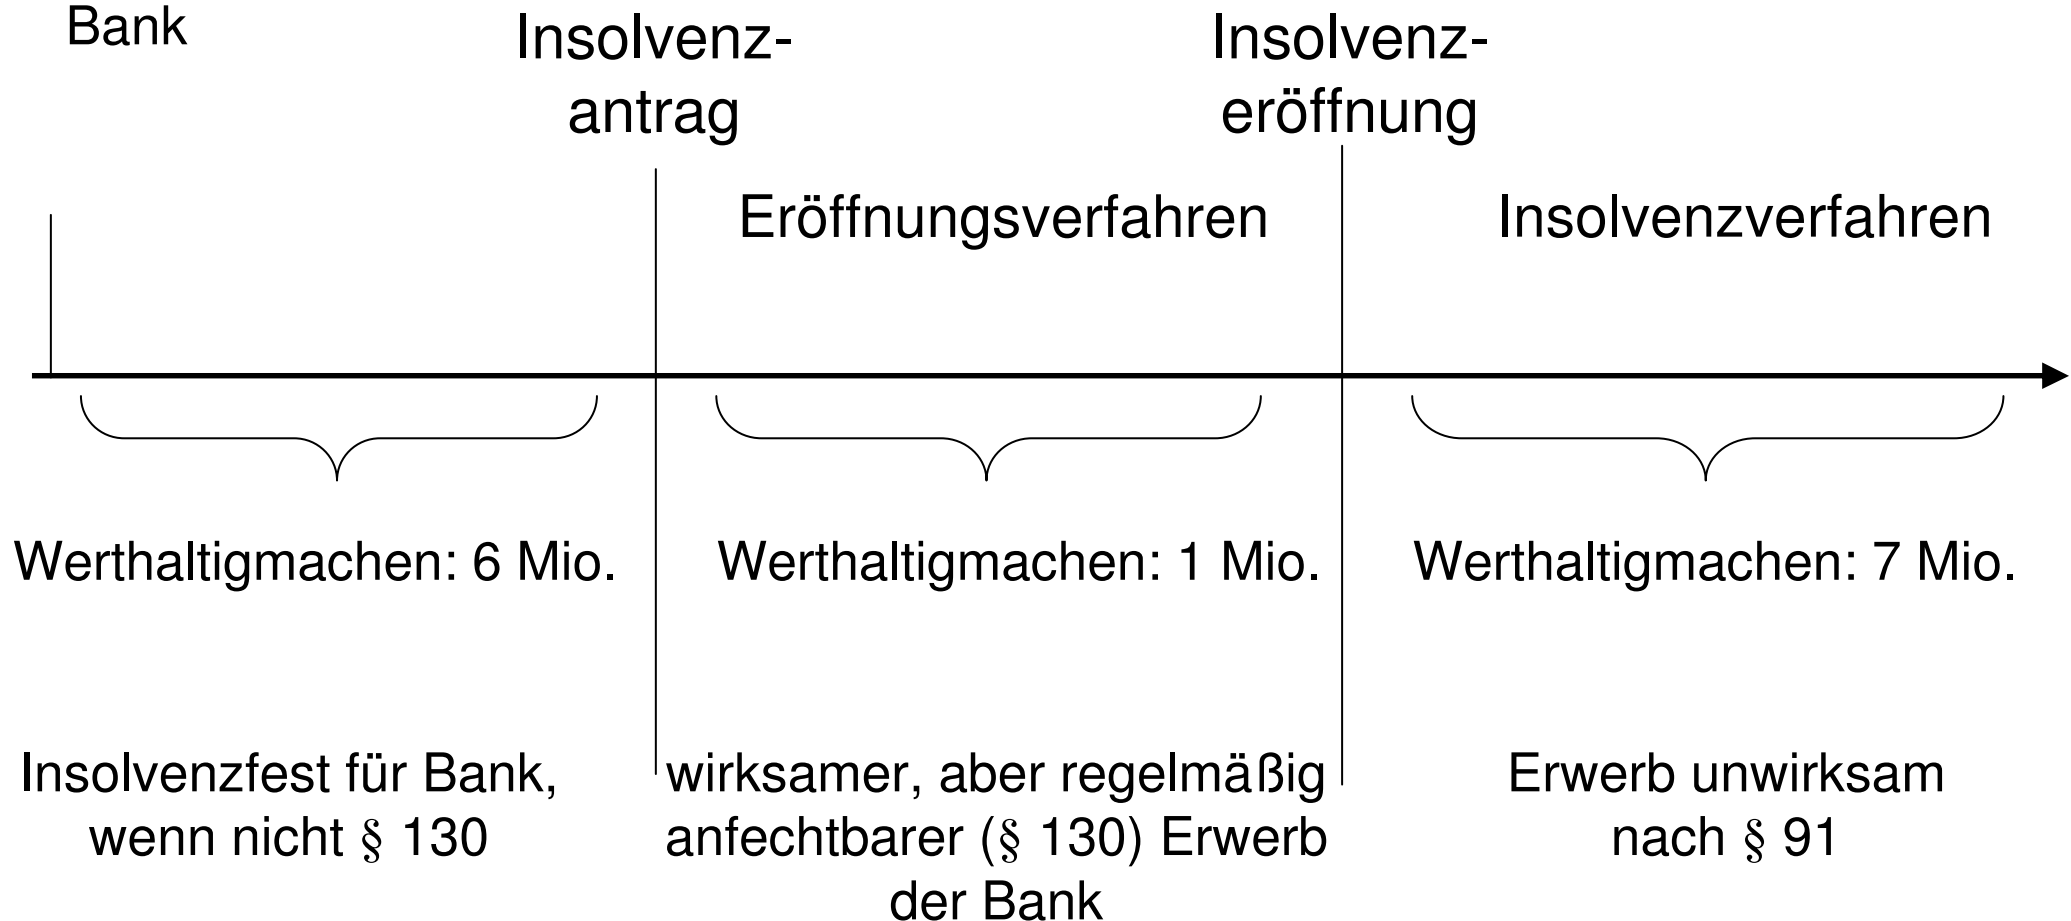 Bank
Insolvenz-
antrag
Insolvenz-
eröffnung
Eröffnungsverfahren
Insolvenzverfahren
Werthaltigmachen: 6 Mio.
Werthaltigmachen: 1 Mio.
Werthaltigmachen: 7 Mio.
Insolvenzfest für Bank,
wenn nicht § 130
wirksamer, aber regelmäßig
anfechtbarer (§ 130) Erwerb
der Bank
Erwerb unwirksam
nach § 91